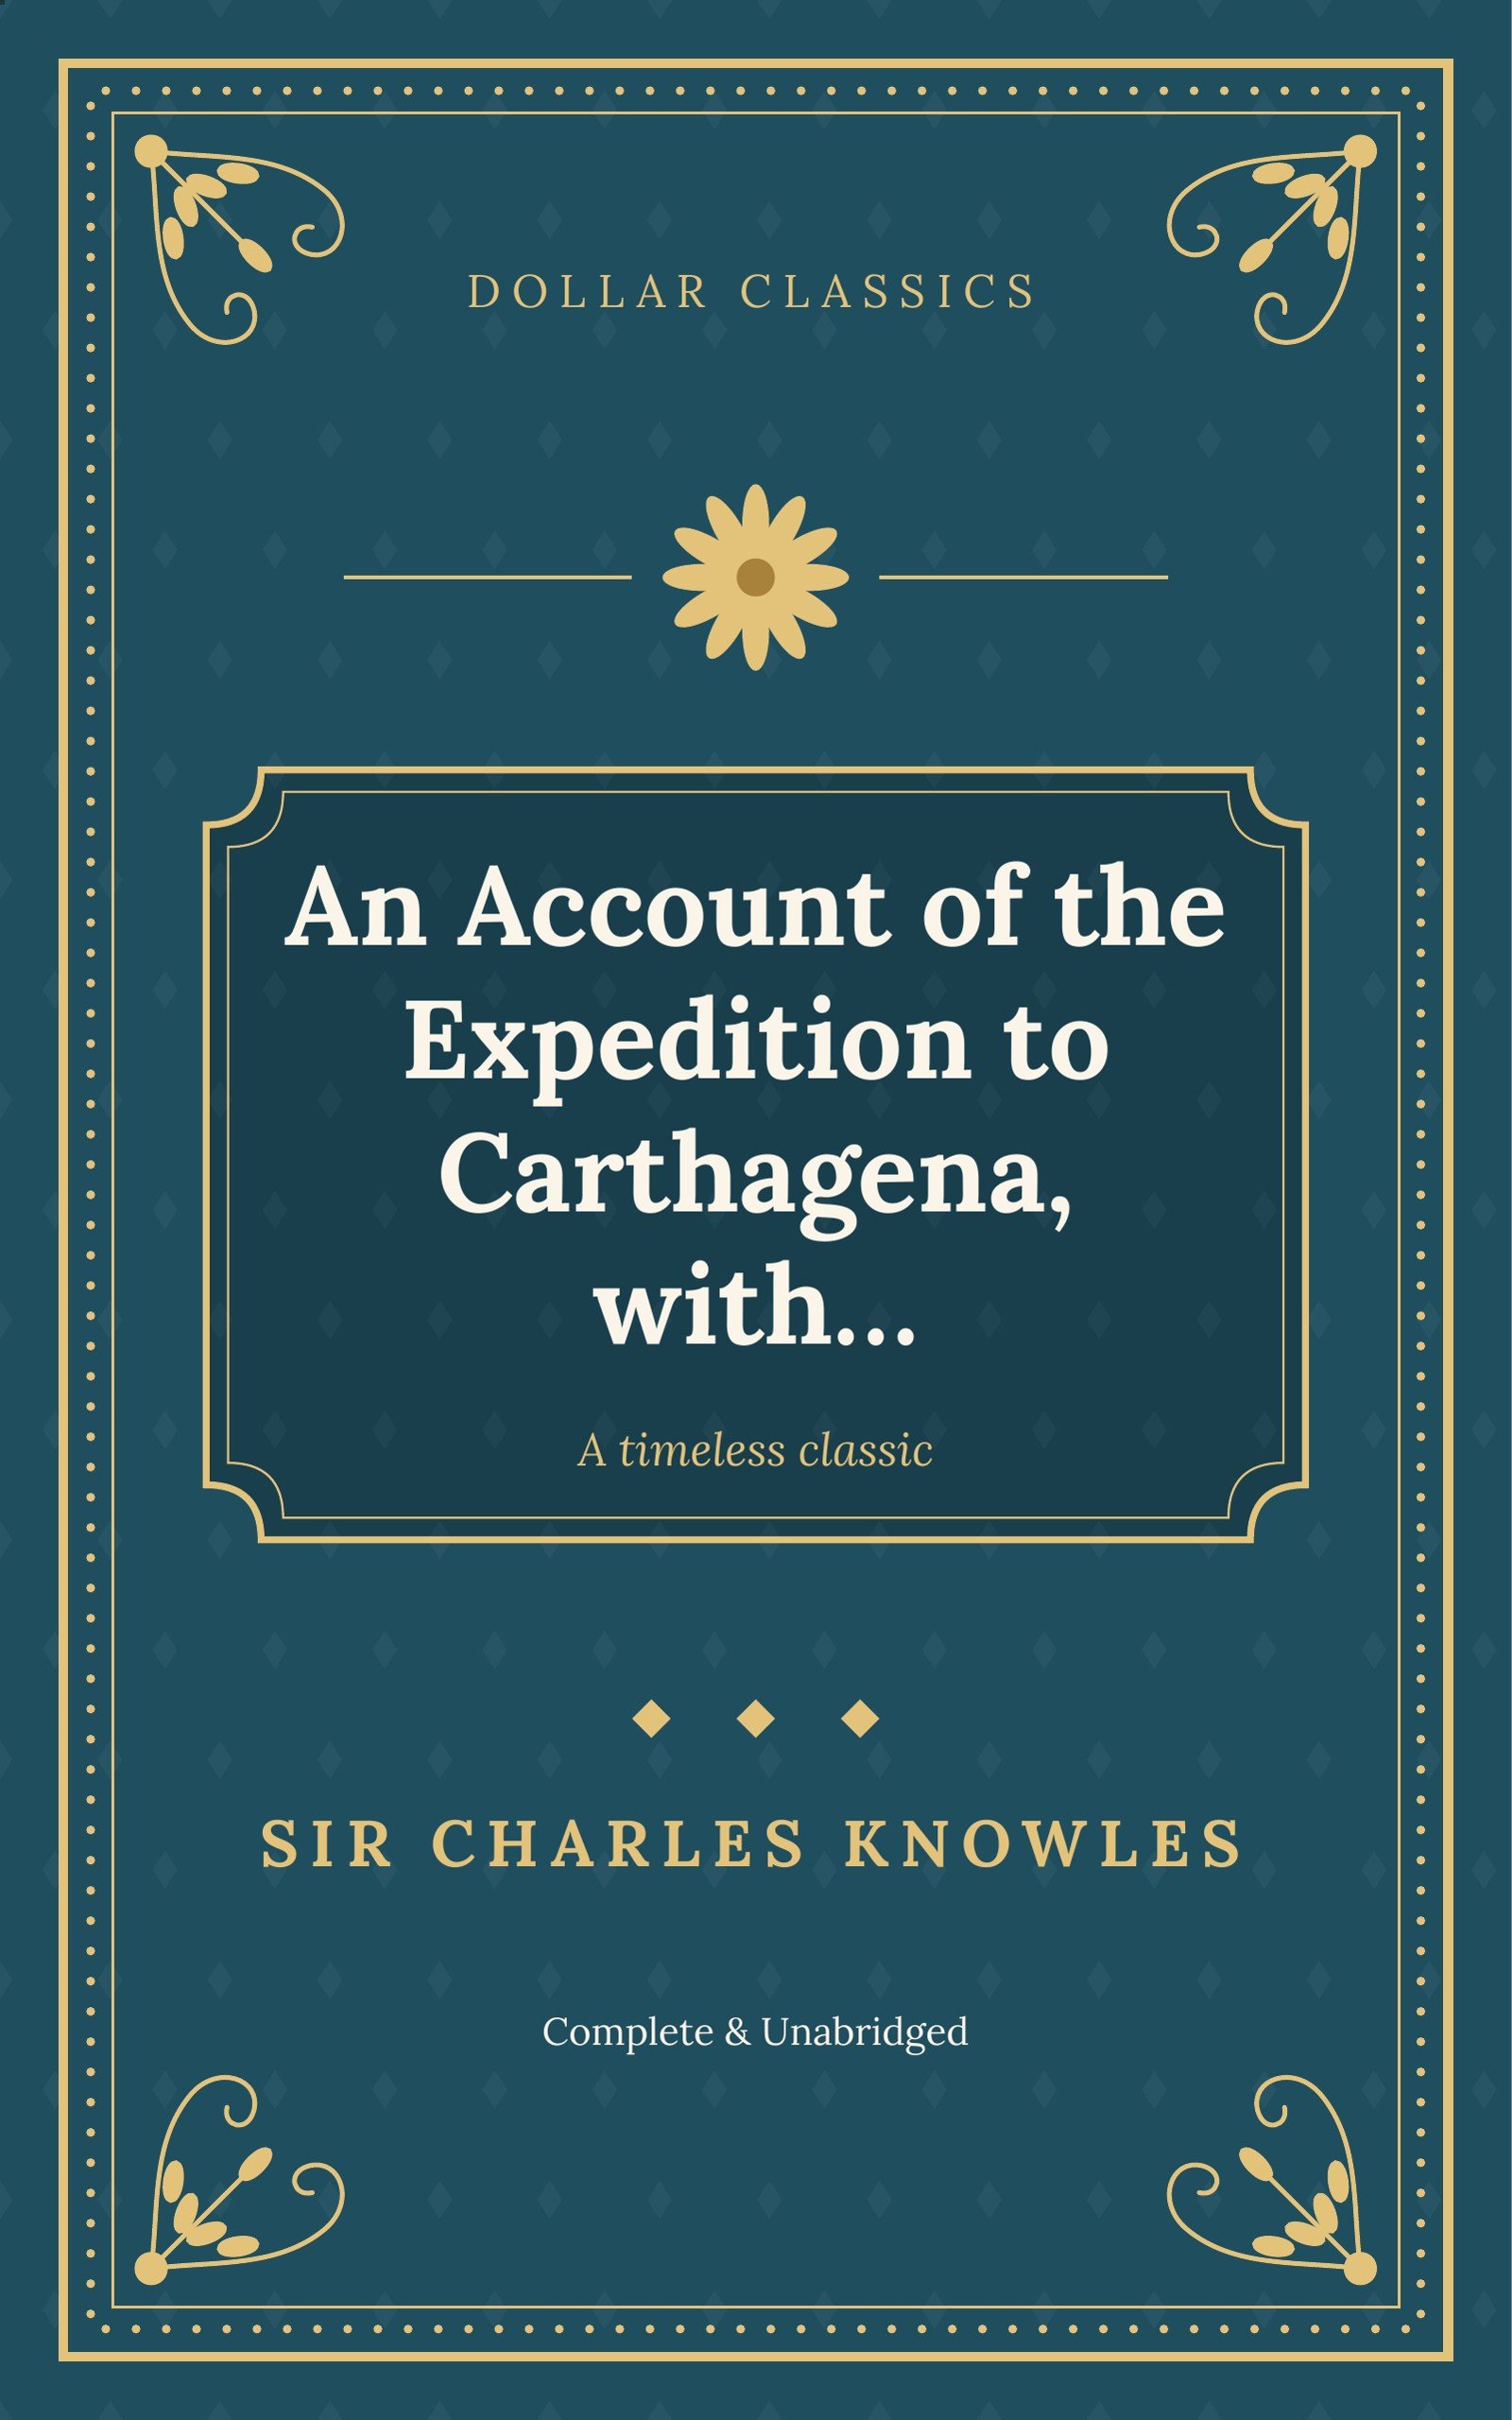 DOLLAR CLASSICS
An Account of the
Expedition to
Carthagena,
with...
A timeless classic
SIR CHARLES KNOWLES
Complete & Unabridged